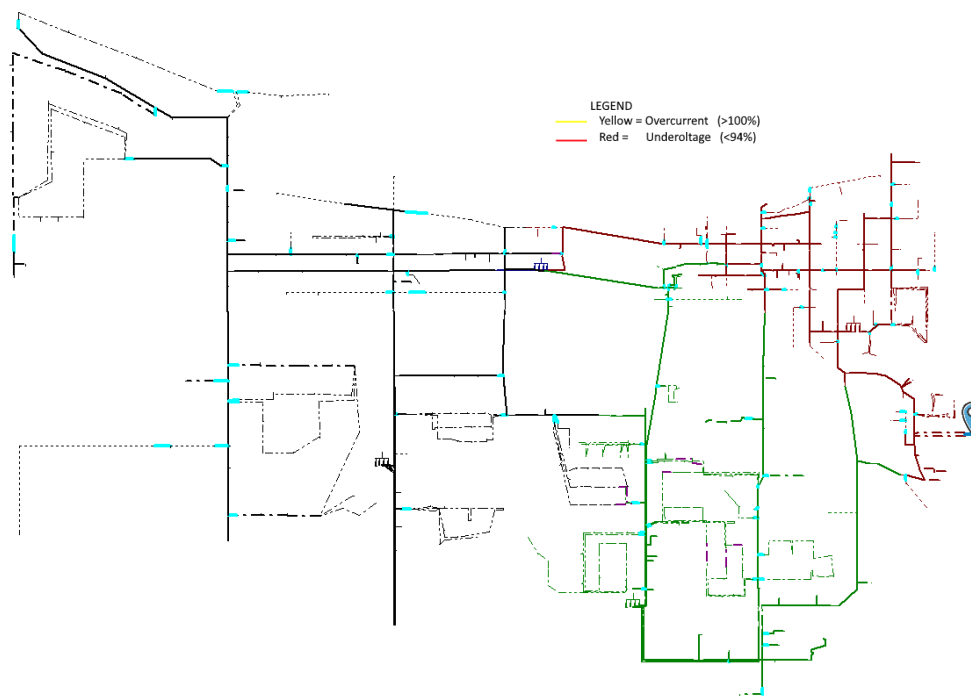 LEGEND
Yellow = Overcurrent (>100%)
Red = Underoltage (<94%)